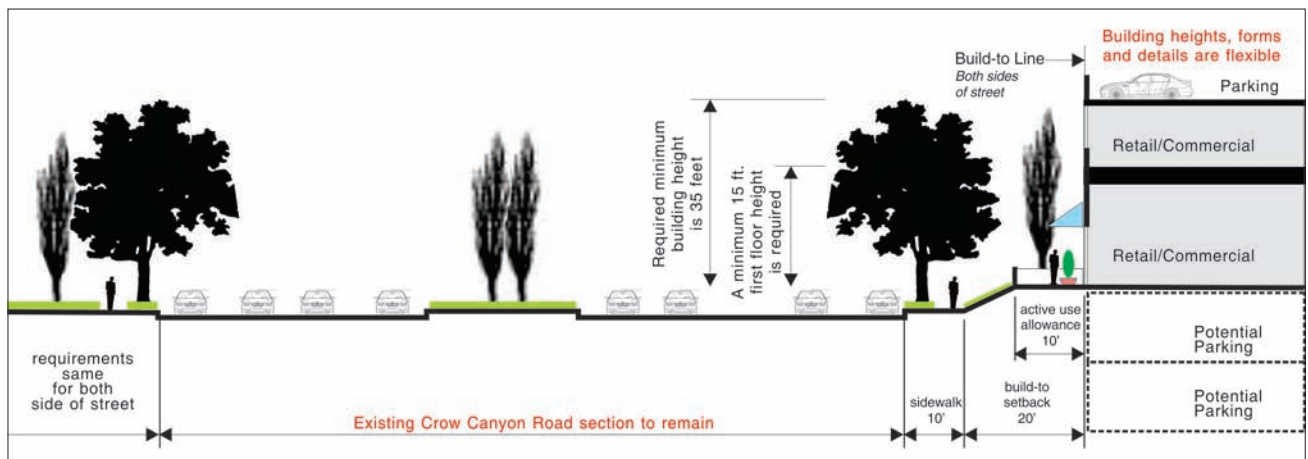 Building heights, forms
and details are flexible
Build-to Line
Both sides
of street
Parking
Retail/Commercial
Required minimum
building height
is 35 feet
A minimum 15 ft.
first floor height
is required
Retail/Commercial
active use
allowance
10'
Potential
Parking
requirements
same
for both
side of street
sidewalk
10'
build-to
setback
20'
Potential
Parking
Existing Crow Canyon Road section to remain